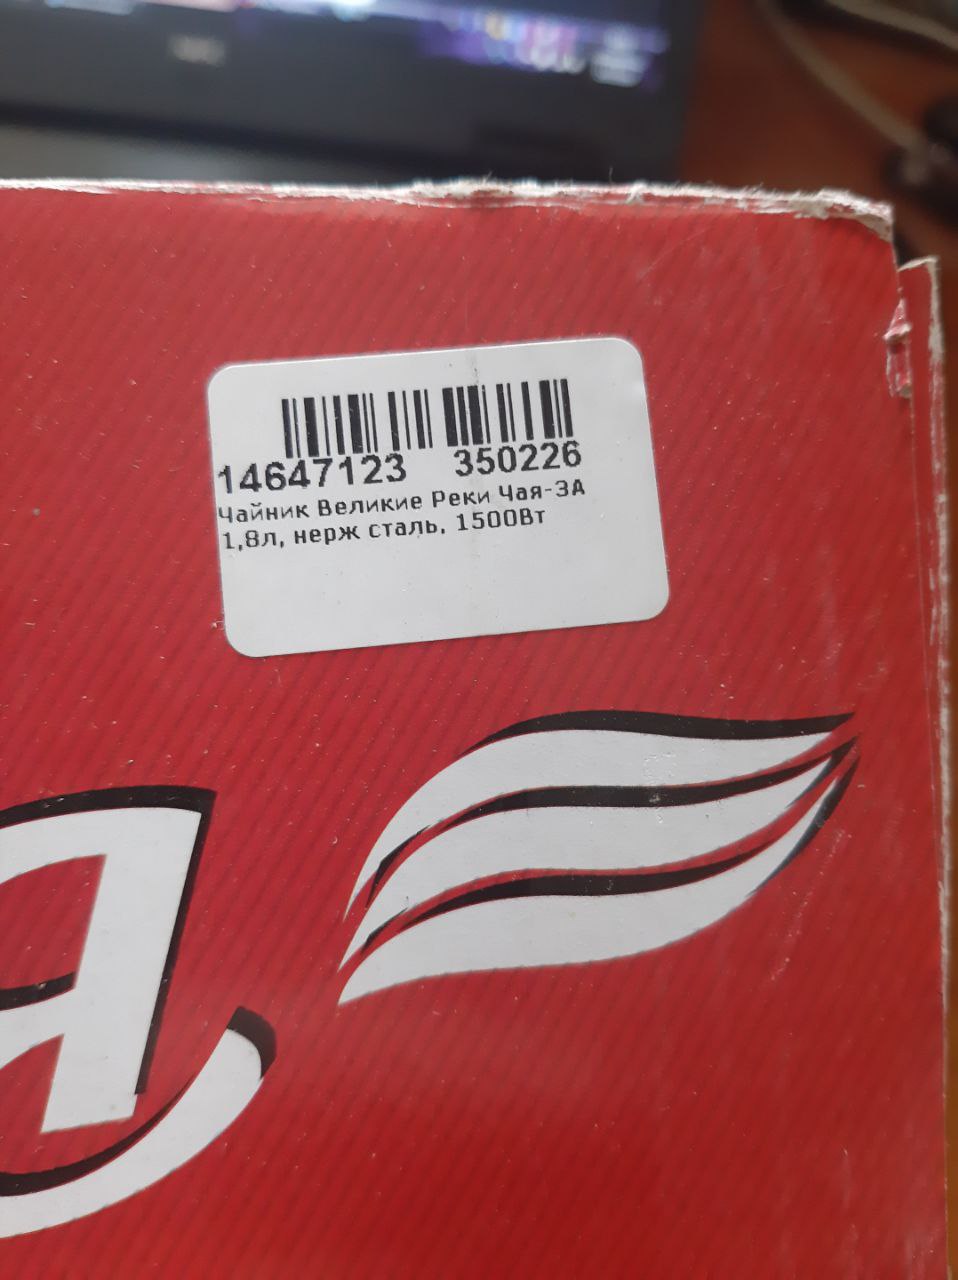 14647123 350226
Чайник Великие Реки Чая-3А
1,8л, нерж сталь, 1500Вт
я